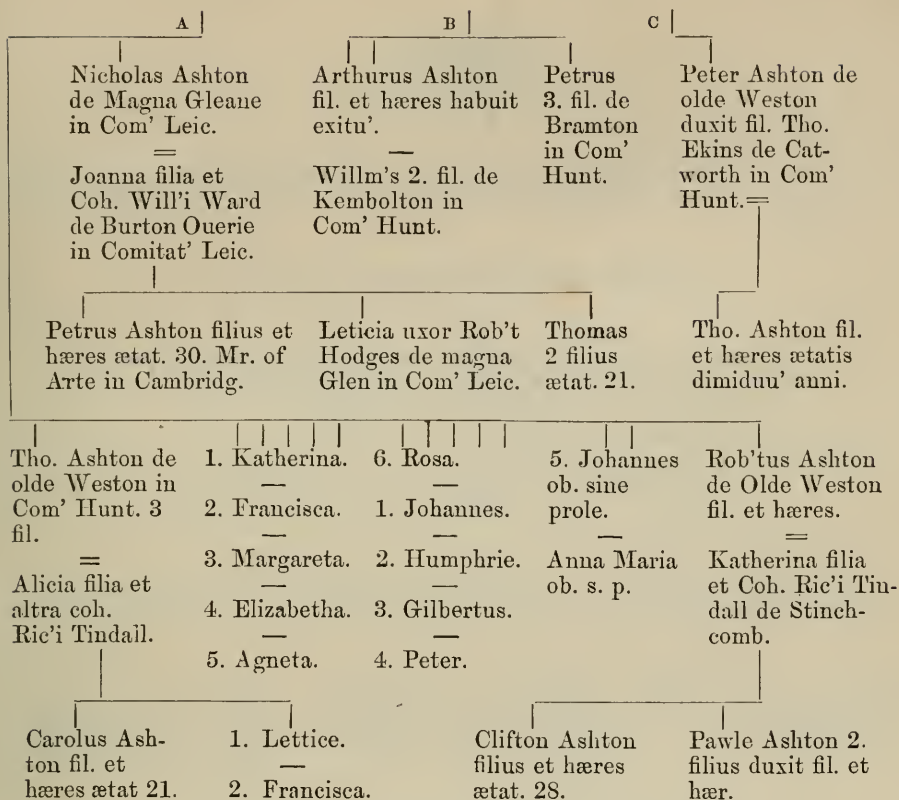 A
B
C
Nicholas Ashton
de Magna Gleane
in Com' Leic.
=
Joanna filia et
Coh. Will'i Ward
de Burton Ouerie
in Comitat' Leic.
Arthurus Ashton
fil. et hæres habuit
exitu'.
—
Willm's 2. fil. de
Kembolton in
Com' Hunt.
Petrus
3. fil. de
Bramton
in Com'
Hunt.
Peter Ashton de
olde Weston
duxit fil. Tho.
Ekins de Cat-
worth in Com'
Hunt.=
Petrus Ashton filius et
hæres ætat. 30. Mr. of
Arte in Cambridg.
Leticia uxor Rob't
Hodges de magna
Glen in Com' Leic.
Thomas
2 filius
ætat. 21.
Tho. Ashton fil.
et hæres ætatis
dimiduu' anni.
Tho. Ashton de
olde Weston in
Com' Hunt. 3
fil.
=
Alicia filia et
altra coh.
Ric'i Tindall.
1. Katherina.
—
2. Francisca.
—
3. Margareta.
—
4. Elizabetha.
—
5. Agneta.
6. Rosa.
—
1. Johannes.
—
2. Humphrie.
—
3. Gilbertus.
—
4. Peter.
5. Johannes
ob. sine
prole.
—
Anna Maria
ob. s. p.
Rob'tus Ashton
de Olde Weston
fil. et hæres.
=
Katherina filia
et Coh. Ric'i Tin-
dall de Stinch-
comb.
Carolus Ash-
ton fil. et
hæres ætat 21.
1. Lettice.
—
2. Francisca.
Clifton Ashton
filius et hæres
ætat. 28.
Pawle Ashton 2.
filius duxit fil. et
hær.